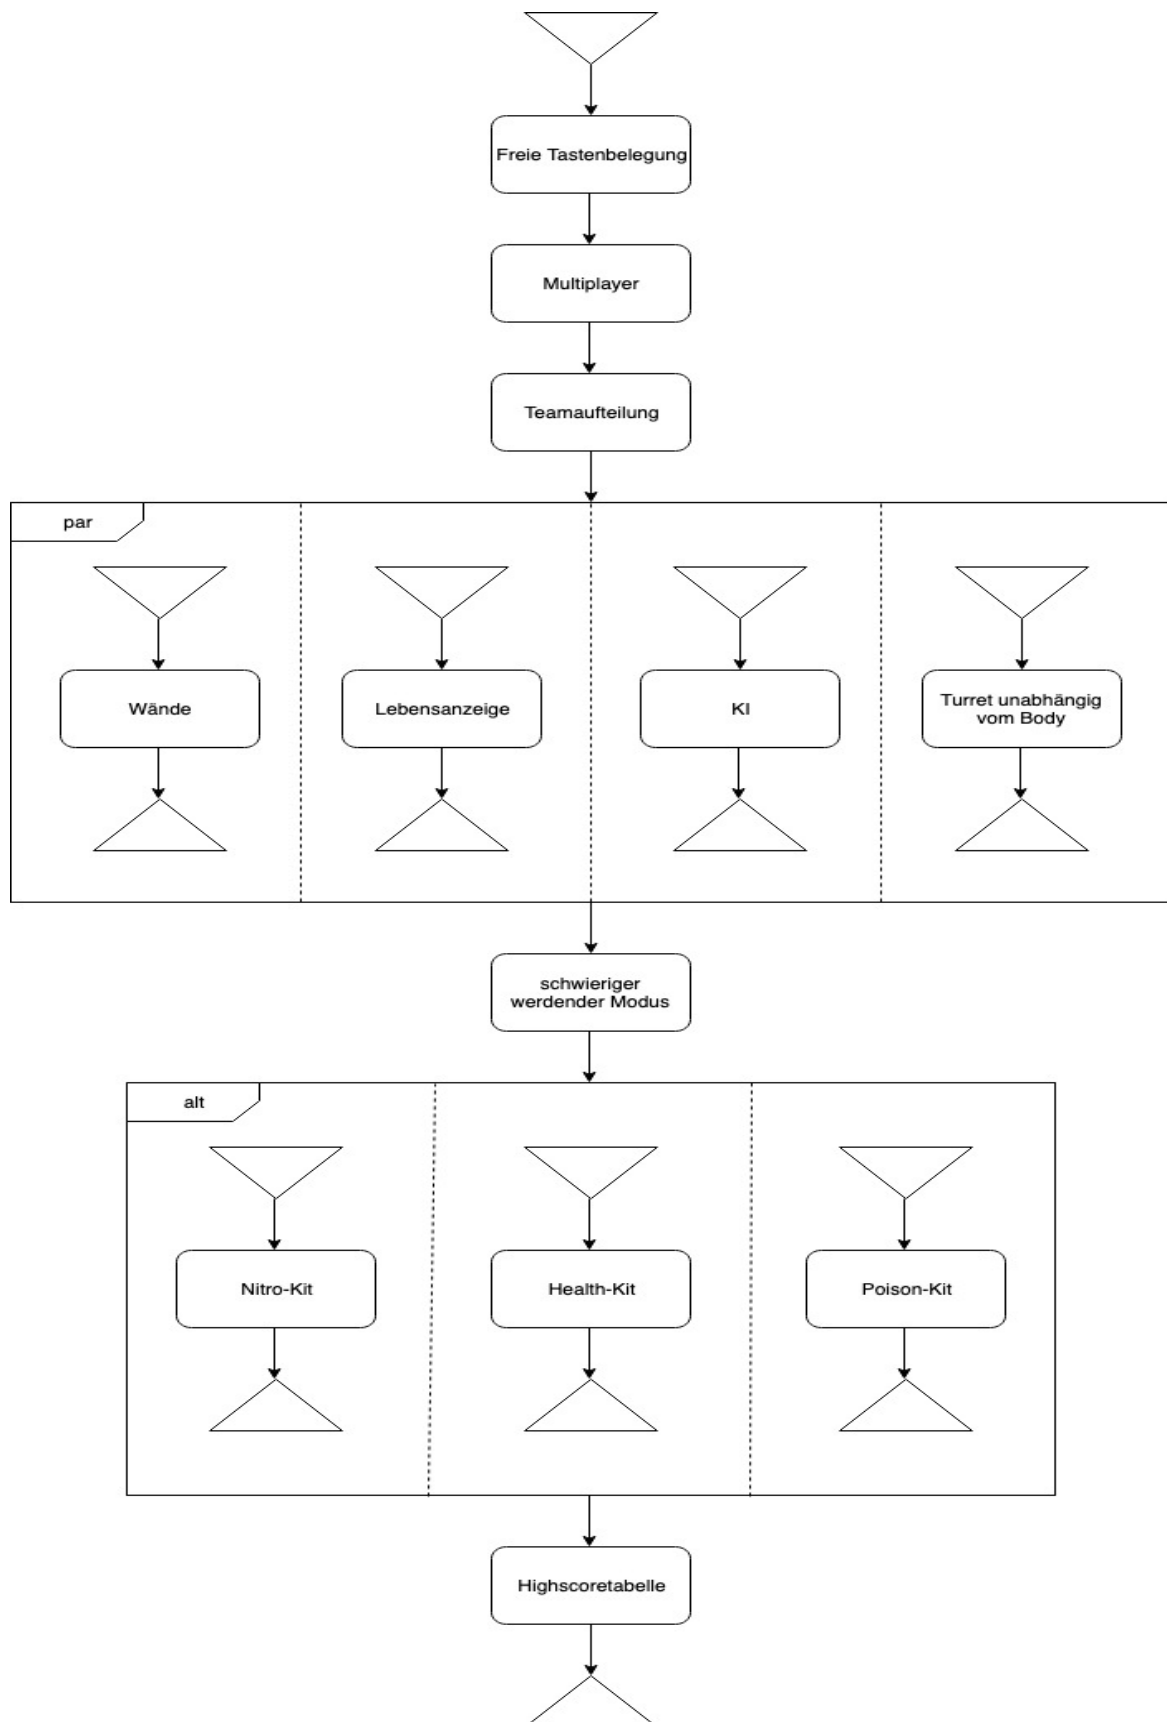 Freie Tastenbelegung
Multiplayer
Teamaufteilung
par
Wände
Lebensanzeige
KI
Turret unabhängig
vom Body
schwieriger
werdender Modus
alt
Nitro-Kit
Health-Kit
Poison-Kit
Highscoretabelle